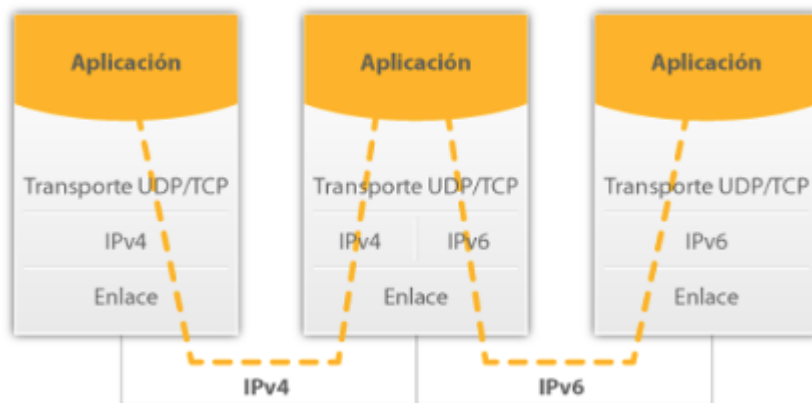 Aplicación Aplicación Aplicación
Transporte UDP/TCP Transporte UDP/TCP Transporte UDP/TCP
IPv4 IPv4 IPv6 IPv6
Enlace Enlace Enlace
IPv4 IPv6